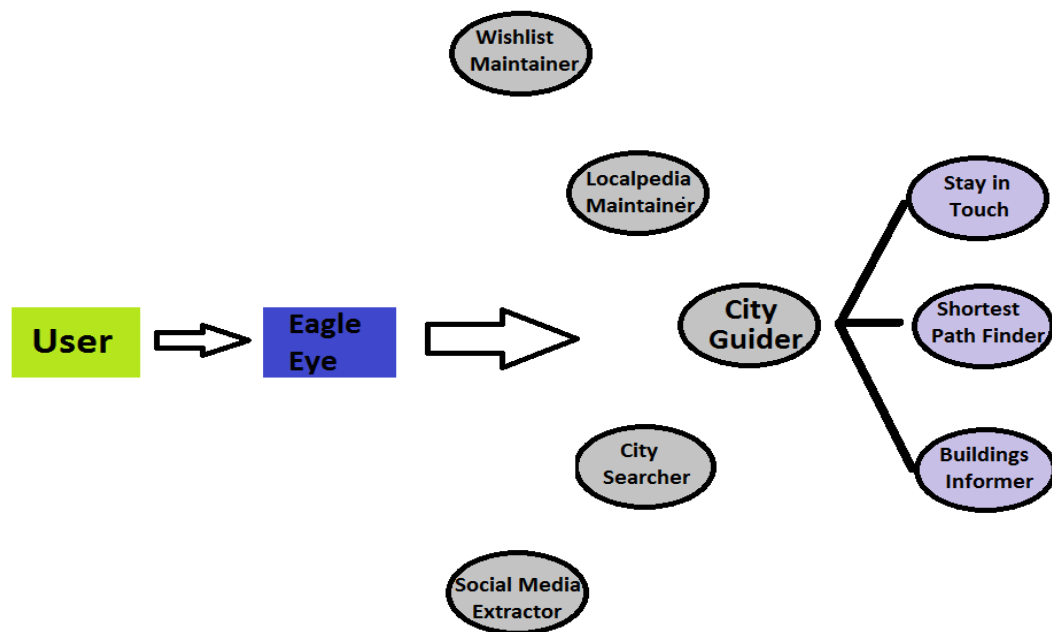 Wishlist
Maintainer
Localpedia
Maintainer
Stay in
Touch
User
Eagle
Eye
City
Guider
Shortest
Path Finder
City
Searcher
Buildings
Informer
Social Media
Extractor